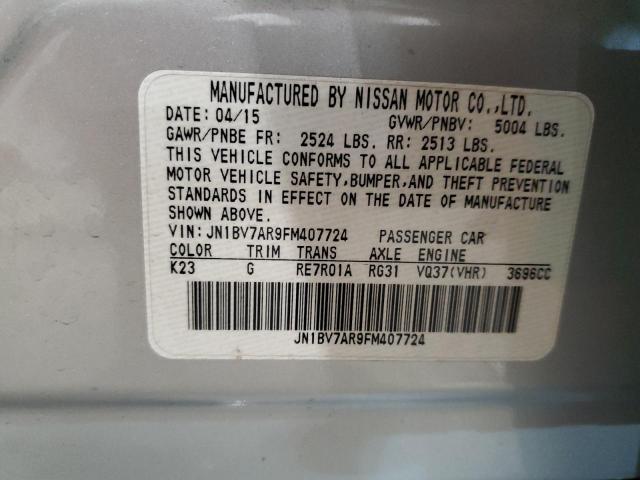 MANUFACTURED BY NISSAN MOTOR CO.,LTD.
DATE: 04/15 GVWR/PNBV: 5004 LBS.
GAWR/PNBE FR: 2524 LBS. RR: 2513 LBS.
THIS VEHICLE CONFORMS TO ALL APPLICABLE FEDERAL
MOTOR VEHICLE SAFETY,BUMPER,AND THEFT PREVENTION
STANDARDS IN EFFECT ON THE DATE OF MANUFACTURE
SHOWN ABOVE.
VIN:JN1BV7AR9FM407724 PASSENGER CAR
COLOR TRIM TRANS AXLE ENGINE
K23 G RE7R01A RG31 VQ37(VHR) 3696CC
JN1BV7AR9FM407724